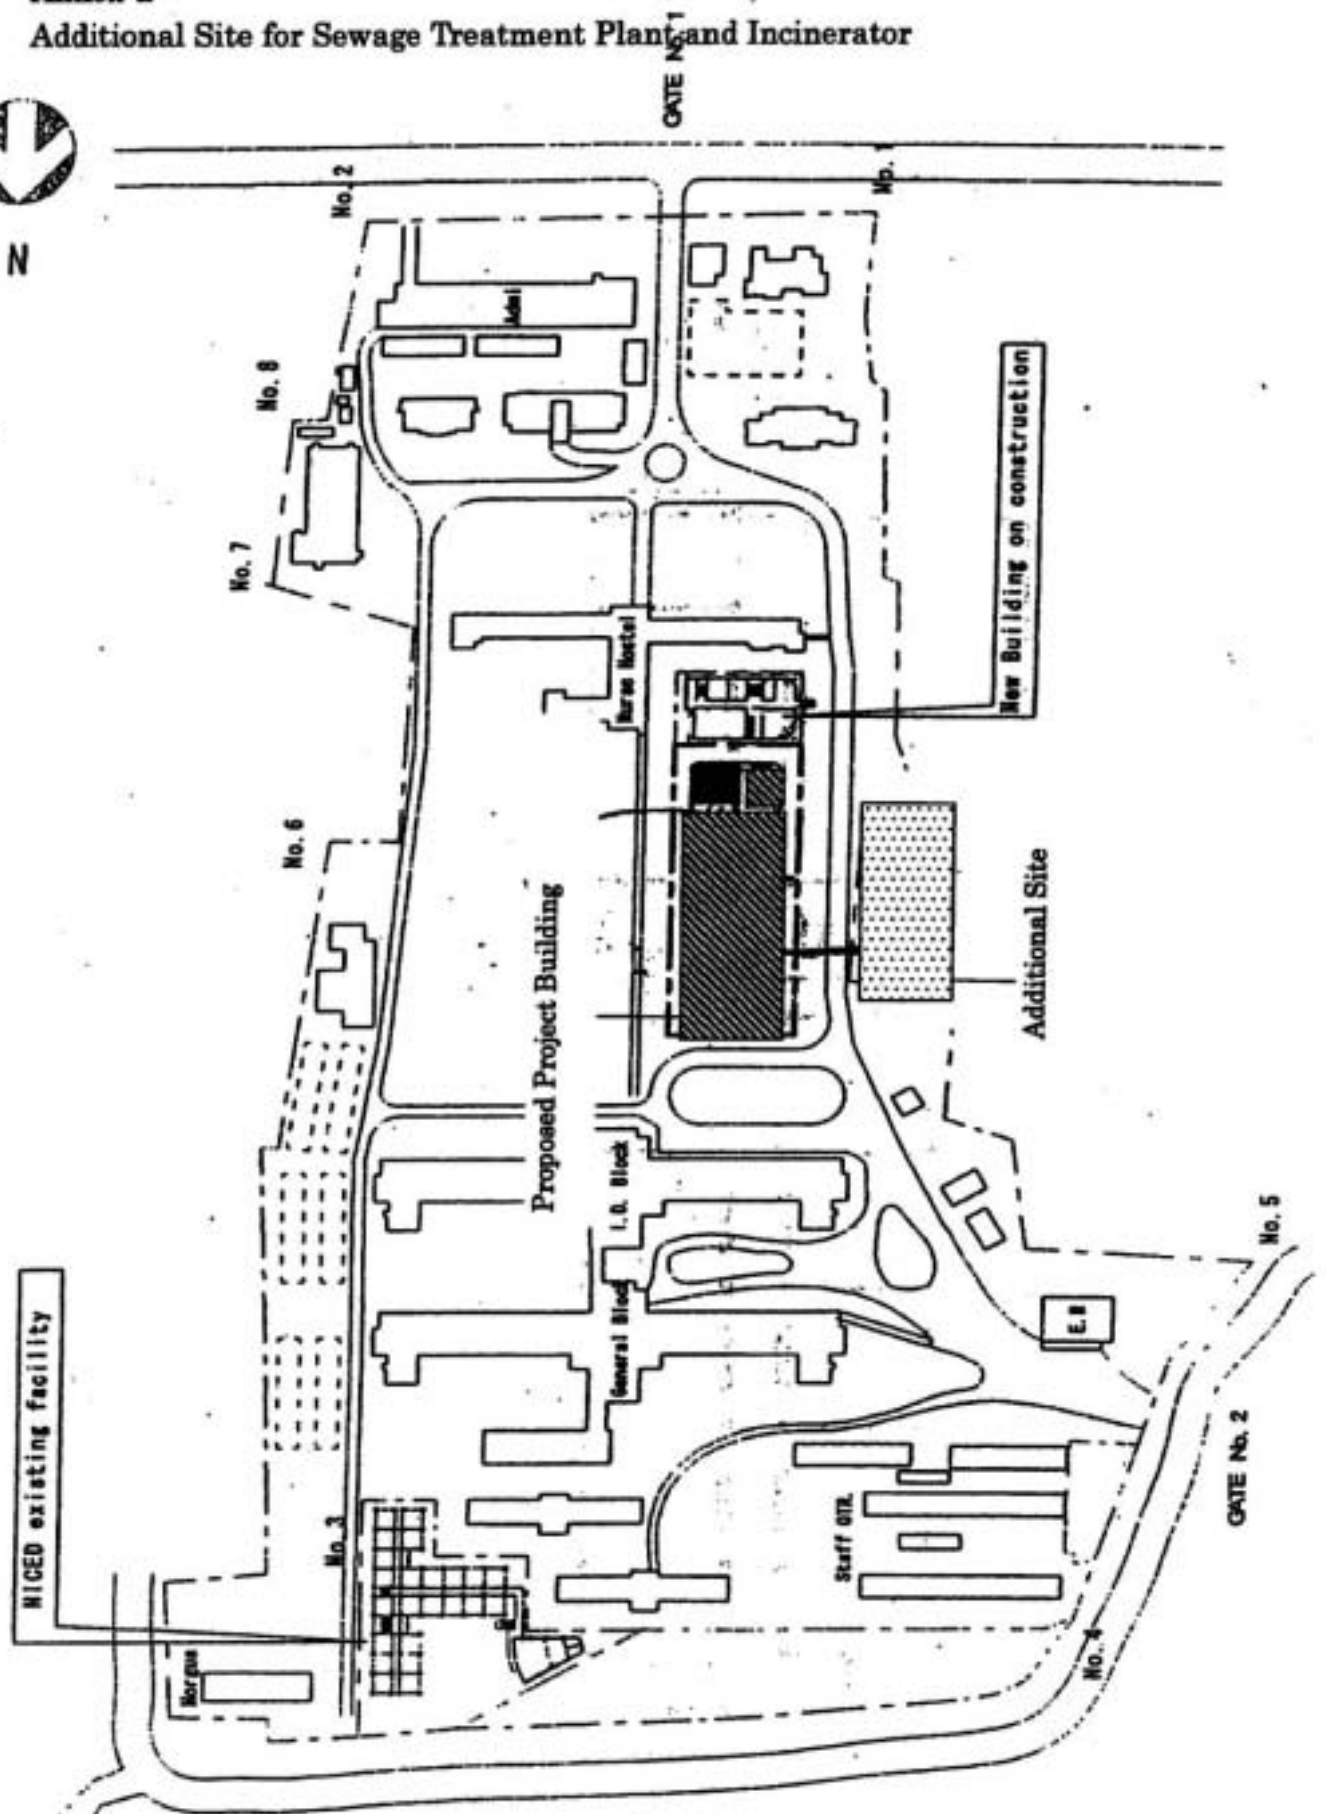 Additional Site for Sewage Treatment Plant and Incinerator
GATE No. 1
N
No. 2
No. 1
Admi
No. 8
No. 7
New Building on construction
Nurse Hostel
No. 6
Proposed Project Building
Additional Site
I.D. Block
No. 5
General Block
E.R
NICED existing facility
GATE No. 2
No. 3
Staff QTR.
Morgue
No. 4